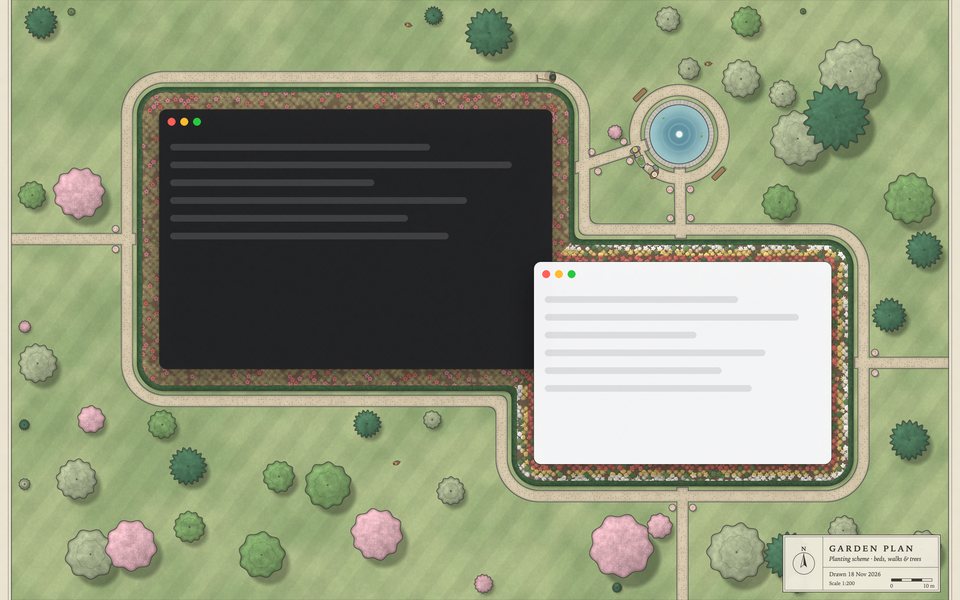 N
GARDEN PLAN
Planting scheme · beds, walks & trees
Drawn 18 Nov 2026
Scale 1:200
0 10 m